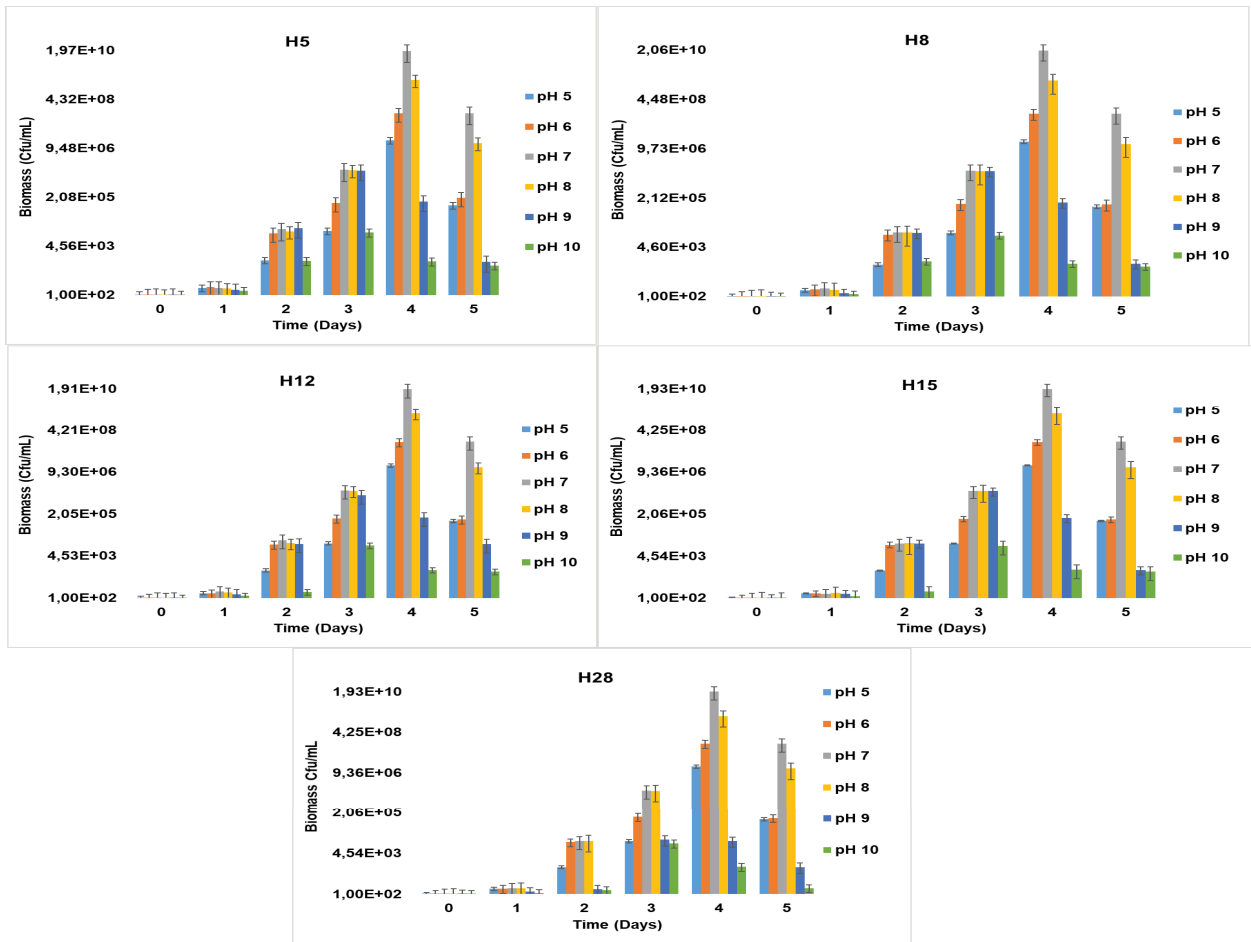 H5
1,97E+10
4,32E+08
9,48E+06
2,08E+05
4,56E+03
1,00E+02
Biomass (Cfu/mL)
0 1 2 3 4 5
Time (Days)
pH 5
pH 6
pH 7
pH 8
pH 9
pH 10
H8
2,06E+10
4,48E+08
9,73E+06
2,12E+05
4,60E+03
1,00E+02
Biomass (Cfu/mL)
0 1 2 3 4 5
Time (Days)
pH 5
pH 6
pH 7
pH 8
pH 9
pH 10
H12
1,91E+10
4,21E+08
9,30E+06
2,05E+05
4,53E+03
1,00E+02
Biomass (Cfu/mL)
0 1 2 3 4 5
Time (Days)
pH 5
pH 6
pH 7
pH 8
pH 9
pH 10
H15
1,93E+10
4,25E+08
9,36E+06
2,06E+05
4,54E+03
1,00E+02
Biomass (Cfu/mL)
0 1 2 3 4 5
Time (Days)
pH 5
pH 6
pH 7
pH 8
pH 9
pH 10
H28
1,93E+10
4,25E+08
9,36E+06
2,06E+05
4,54E+03
1,00E+02
Biomass Cfu/mL
0 1 2 3 4 5
Time (Days)
pH 5
pH 6
pH 7
pH 8
pH 9
pH 10